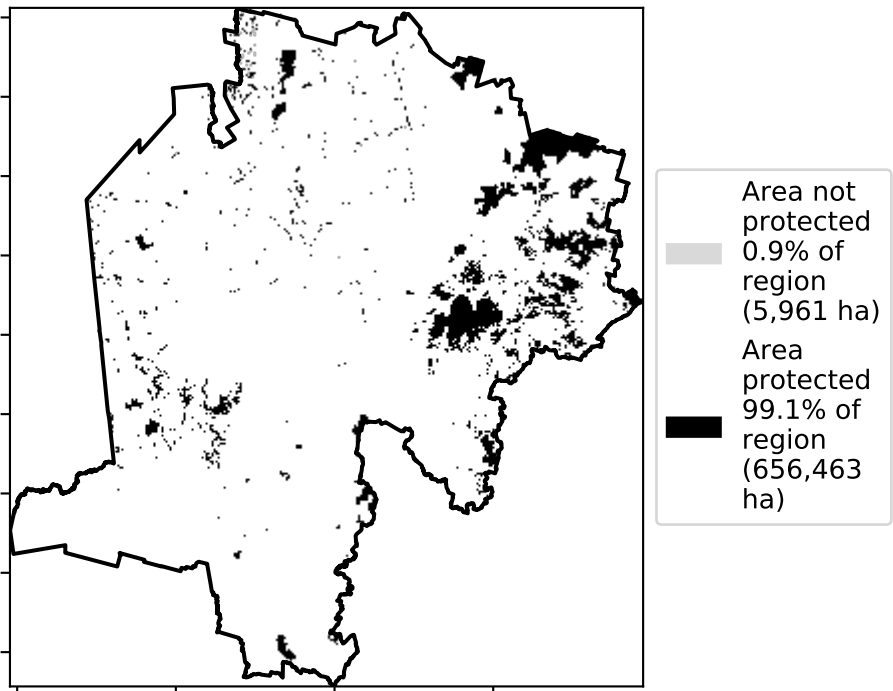 Area not
protected
0.9% of
region
(5,961 ha)
Area
protected
99.1% of
region
(656,463
ha)